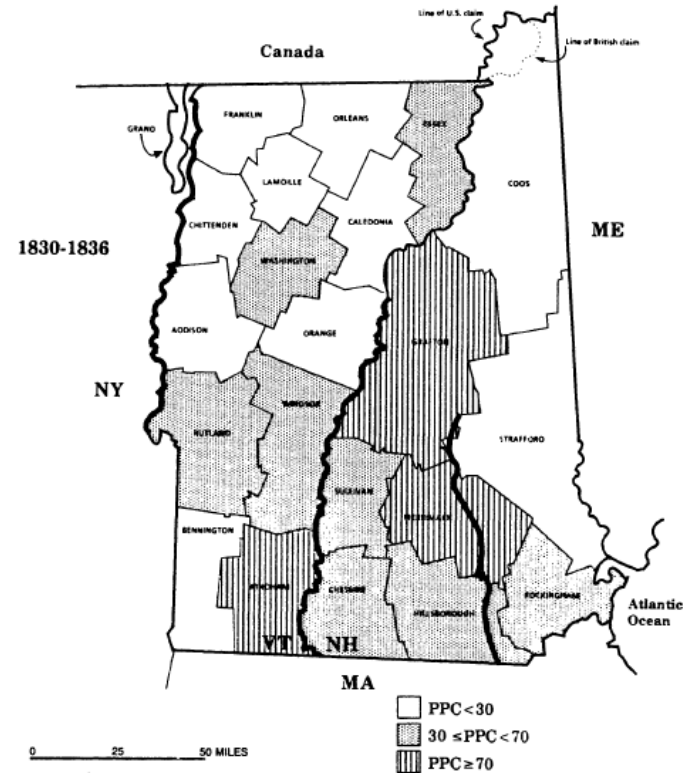 Line of U.S. claim
Canada
Line of British claim
FRANKLIN
ORLEANS
ESSEX
GRAND
LAMOILLE
COOS
CHITTENDEN
CALEDONIA
ME
1830-1836
WASHINGTON
ADDISON
ORANGE
GRAFTON
NY
WINDSOR
RUTLAND
STRAFFORD
SULLIVAN
MERRIMACK
BENNINGTON
WINDHAM
CHESHIRE
HILLSBOROUGH
ROCKINGHAM
Atlantic
Ocean
VT
NH
MA
PPC<30
30 ≤PPC<70
PPC≥70
0 25 50 MILES